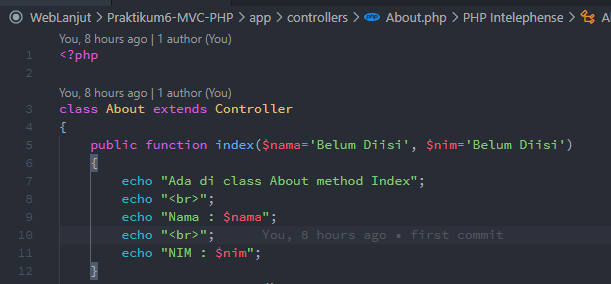 WebLanjut > Praktikum6-MVC-PHP > app > controllers > About.php > PHP Intelephense >
You, 8 hours ago | 1 author (You)
1 <?php
2
You, 8 hours ago | 1 author (You)
3 class About extends Controller
4 {
5 public function index($nama='Belum Diisi', $nim='Belum Diisi')
6 {
7 echo "Ada di class About method Index";
8 echo "<br>";
9 echo "Nama : $nama";
10 echo "<br>"; You, 8 hours ago • first commit
11 echo "NIM : $nim";
12 }